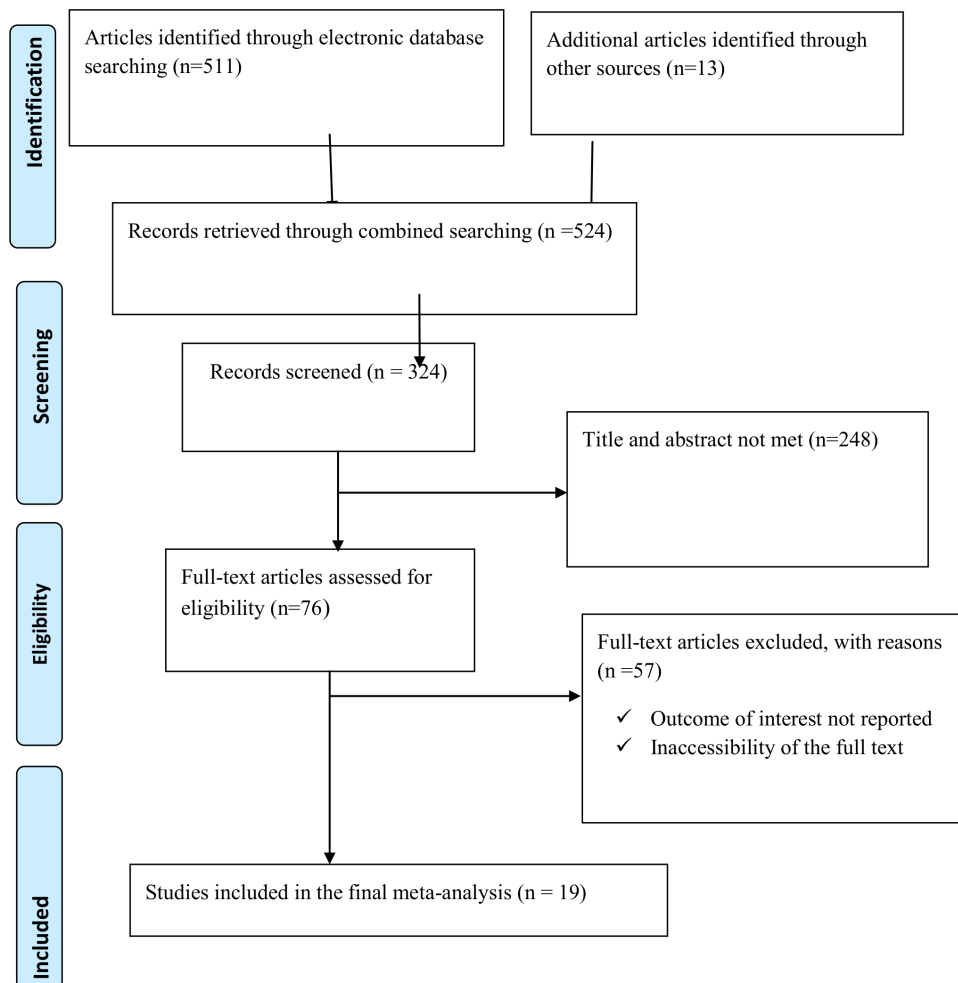 Identification
Articles identified through electronic database
searching (n=511)
Additional articles identified through
other sources (n=13)
Records retrieved through combined searching (n =524)
Screening
Records screened (n = 324)
Title and abstract not met (n=248)
Eligibility
Full-text articles assessed for
eligibility (n=76)
Full-text articles excluded, with reasons
(n =57)
✓ Outcome of interest not reported
✓ Inaccessibility of the full text
Included
Studies included in the final meta-analysis (n = 19)